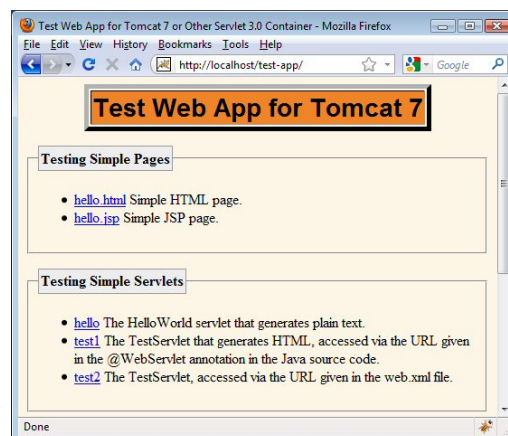 Test Web App for Tomcat 7 or Other Servlet 3.0 Container - Mozilla Firefox
File Edit View History Bookmarks Tools Help
http://localhost/test-app/ Google
Test Web App for Tomcat 7
Testing Simple Pages
hello.html Simple HTML page.
hello.jsp Simple JSP page.
Testing Simple Servlets
hello The HelloWorld servlet that generates plain text.
test1 The TestServlet that generates HTML, accessed via the URL given
in the @WebServlet annotation in the Java source code.
test2 The TestServlet, accessed via the URL given in the web.xml file.
Done